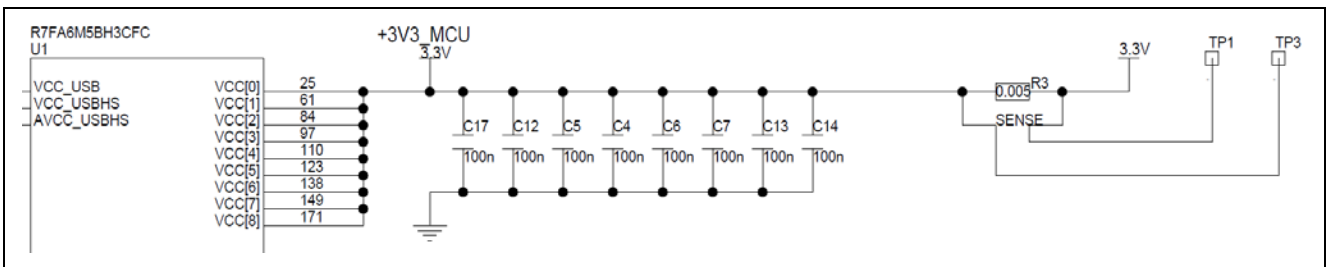 R7FA6M5BH3CFC
U1
+3V3_MCU
3.3V
3.3V
TP1
TP3
VCC_USB
VCC_USBHS
AVCC_USBHS
VCC[0] 25
VCC[1] 61
VCC[2] 84
VCC[3] 97
VCC[4] 110
VCC[5] 123
VCC[6] 138
VCC[7] 149
VCC[8] 171
C17
C12
C5
C4
C6
C7
C13
C14
100n
100n
100n
100n
100n
100n
100n
100n
0.005
R3
SENSE